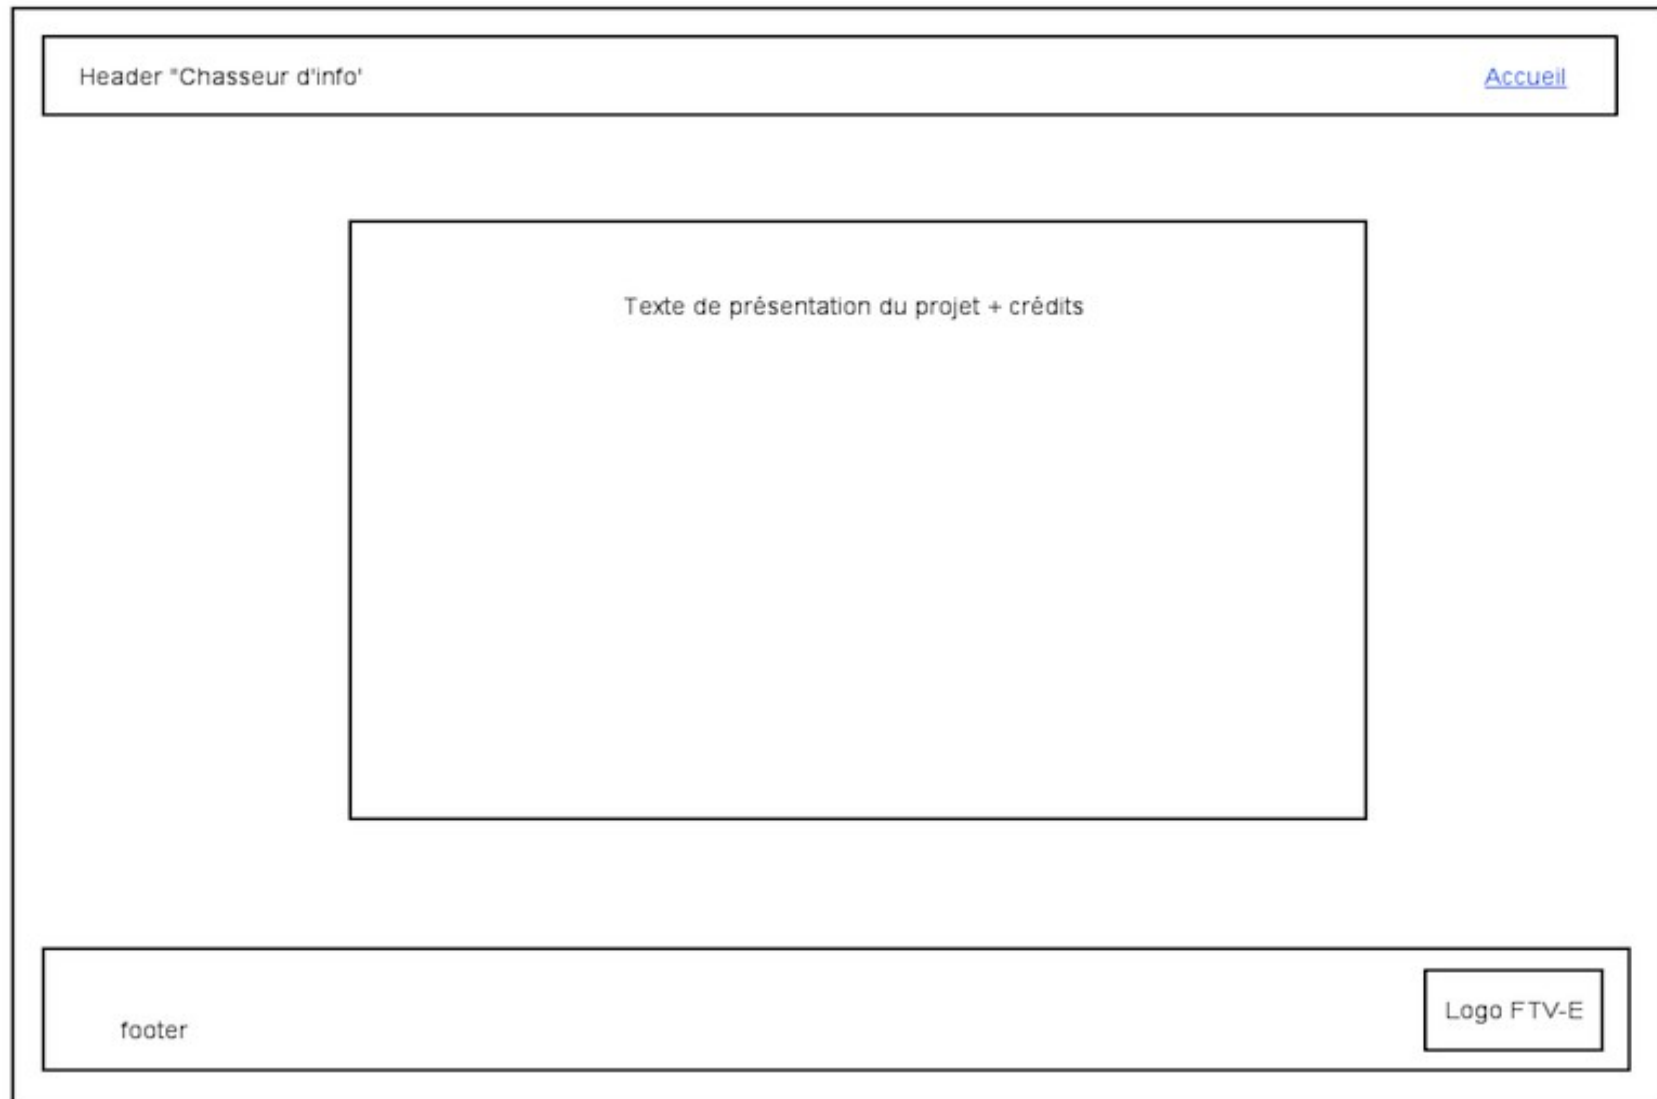 Header "Chasseur d'info'
Accueil
Texte de présentation du projet + crédits
footer
Logo FTV-E